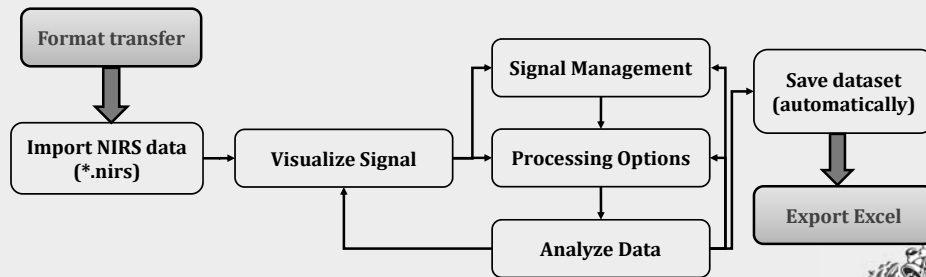 Format transfer
Import NIRS data
(*.nirs)
Visualize Signal
Signal Management
Processing Options
Analyze Data
Save dataset
(automatically)
Export Excel